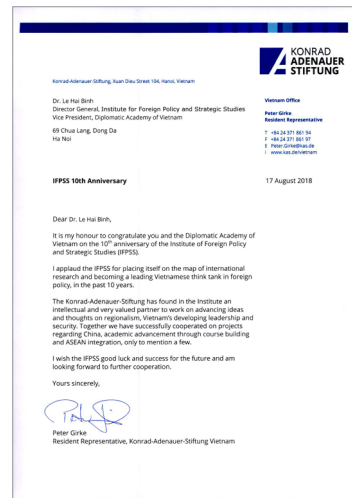 KONRAD
ADENAUER
STIFTUNG
Konrad-Adenauer-Stiftung, Xuan Dieu Street 104, Hanoi, Vietnam
Dr. Le Hai Binh
Director General, Institute for Foreign Policy and Strategic Studies
Vice President, Diplomatic Academy of Vietnam
69 Chua Lang, Dong Da
Ha Noi
Vietnam Office
Peter Girke
Resident Representative
T +84 24 371 861 94
F +84 24 371 861 97
E Peter.Girke@kas.de
I www.kas.de/vietnam
IFPSS 10th Anniversary
17 August 2018
Dear Dr. Le Hai Binh,
It is my honour to congratulate you and the Diplomatic Academy of
Vietnam on the 10th anniversary of the Institute of Foreign Policy
and Strategic Studies (IFPSS).
I applaud the IFPSS for placing itself on the map of international
research and becoming a leading Vietnamese think tank in foreign
policy, in the past 10 years.
The Konrad-Adenauer-Stiftung has found in the Institute an
intellectual and very valued partner to work on advancing ideas
and thoughts on regionalism, Vietnam's developing leadership and
security. Together we have successfully cooperated on projects
regarding China, academic advancement through course building
and ASEAN integration, only to mention a few.
I wish the IFPSS good luck and success for the future and am
looking forward to further cooperation.
Yours sincerely,
Peter Girke
Resident Representative, Konrad-Adenauer-Stiftung Vietnam